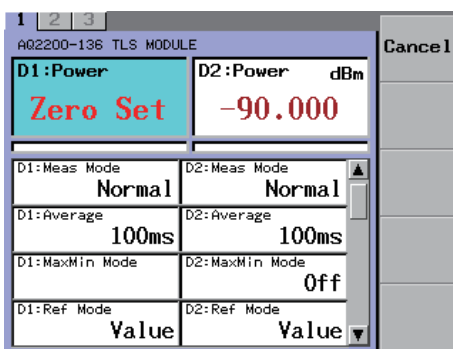 1 2 3
AQ2200-136 TLS MODULE
Cancel
D1:Power D2:Power dBm
Zero Set -90.000
D1:Meas Mode D2:Meas Mode
Normal Normal
D1:Average D2:Average
100ms 100ms
D1:MaxMin Mode D2:MaxMin Mode
Off
D1:Ref Mode D2:Ref Mode
Value Value